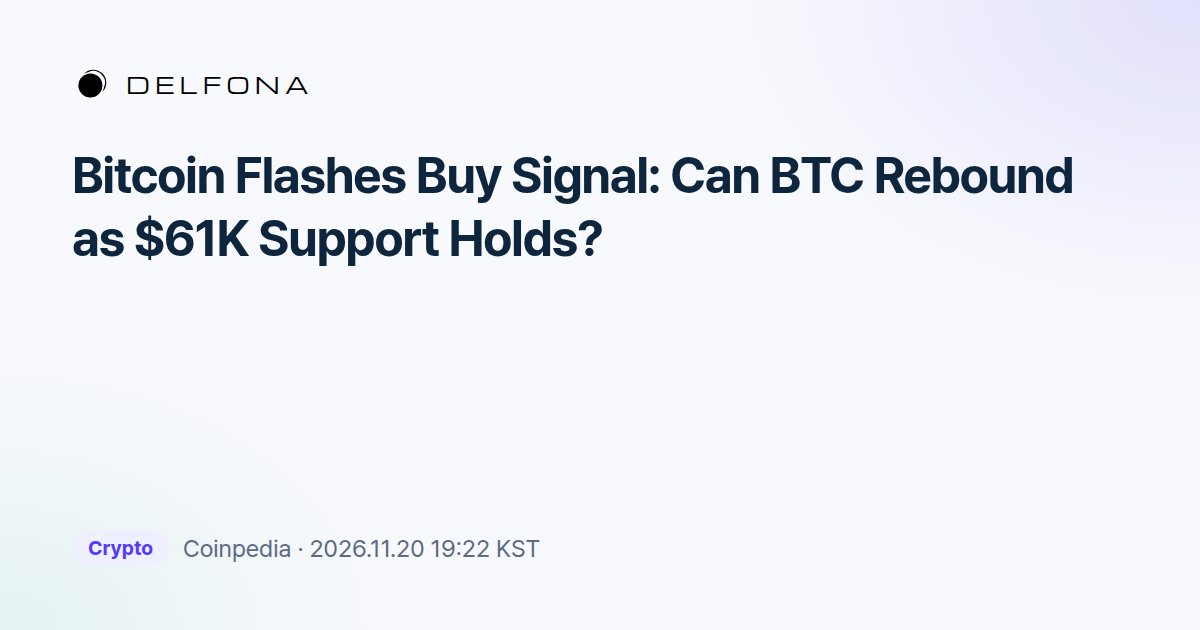 DELFONA
Bitcoin Flashes Buy Signal: Can BTC Rebound
as $61K Support Holds?
Crypto Coinpedia · 2026.11.20 19:22 KST